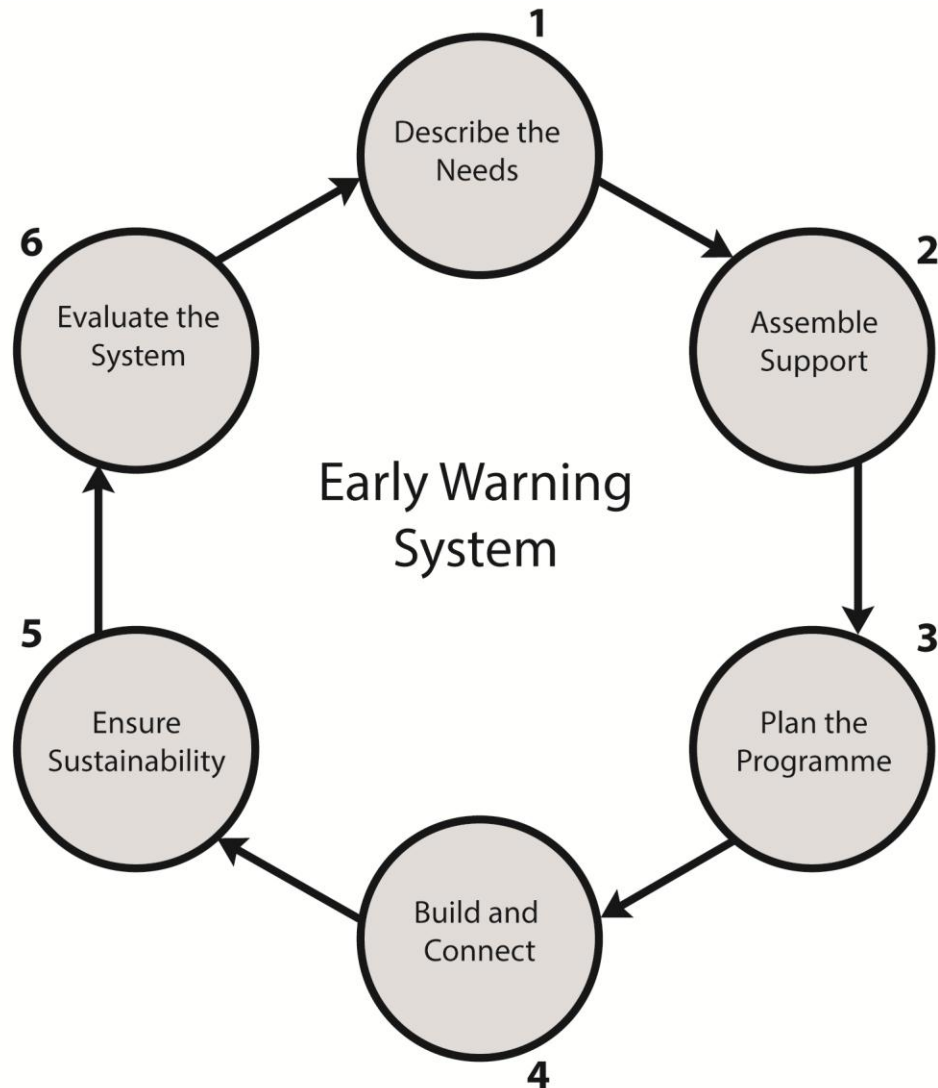 1
Describe the
Needs
2
Assemble
Support
3
Plan the
Programme
4
Build and
Connect
5
Ensure
Sustainability
6
Evaluate the
System
Early Warning
System